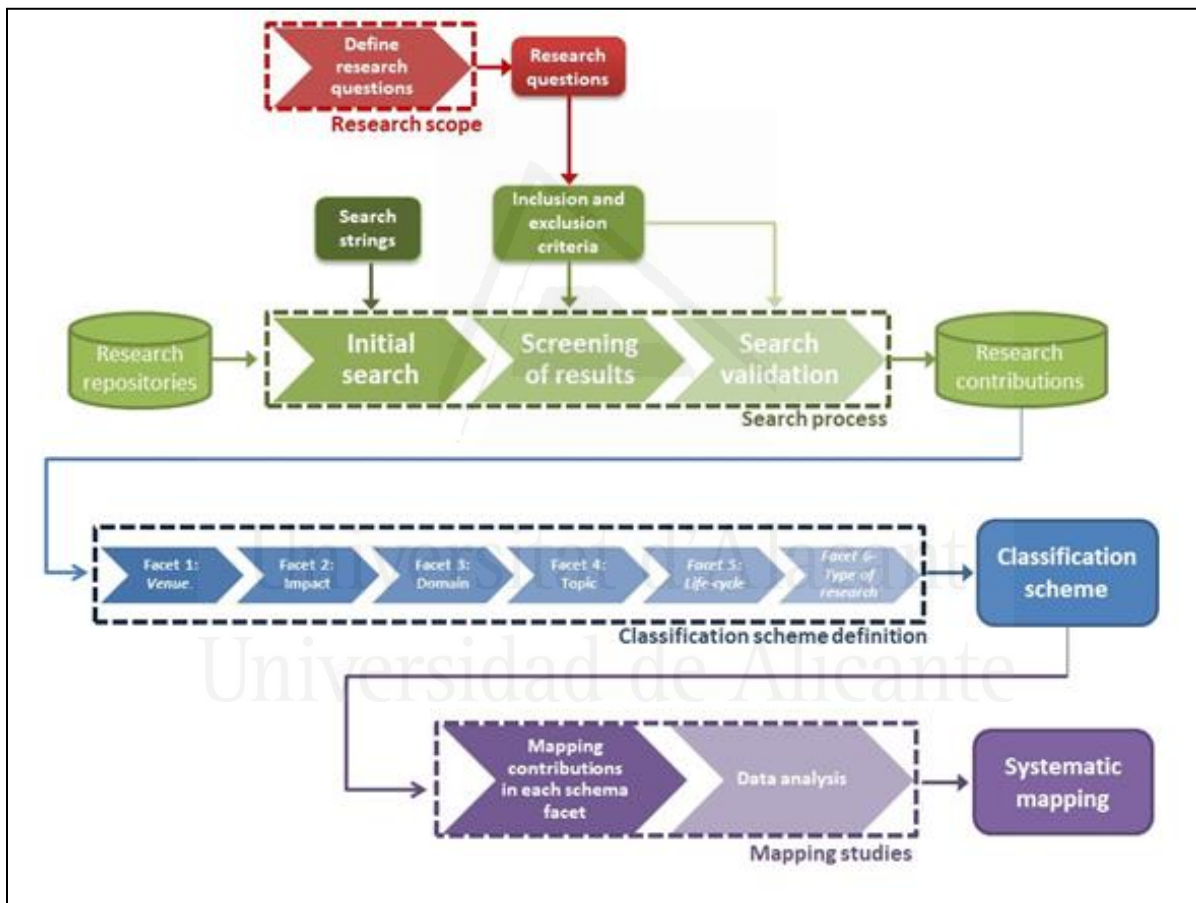 Define
research
questions
Research
questions
Research scope
Search
strings
Inclusion and
exclusion
criteria
Research
repositories
Initial
search
Screening
of results
Search
validation
Research
contributions
Search process
Facet 1:
Venue.
Facet 2:
Impact
Facet 3:
Domain
Facet 4:
Topic
Facet 5:
Life-cycle
Facet 6-
Type of
research
Classification
scheme
Classification scheme definition
Universitat d'Alacant
Universidad de Alicante
Mapping
contributions
in each schema
facet
Data analysis
Systematic
mapping
Mapping studies